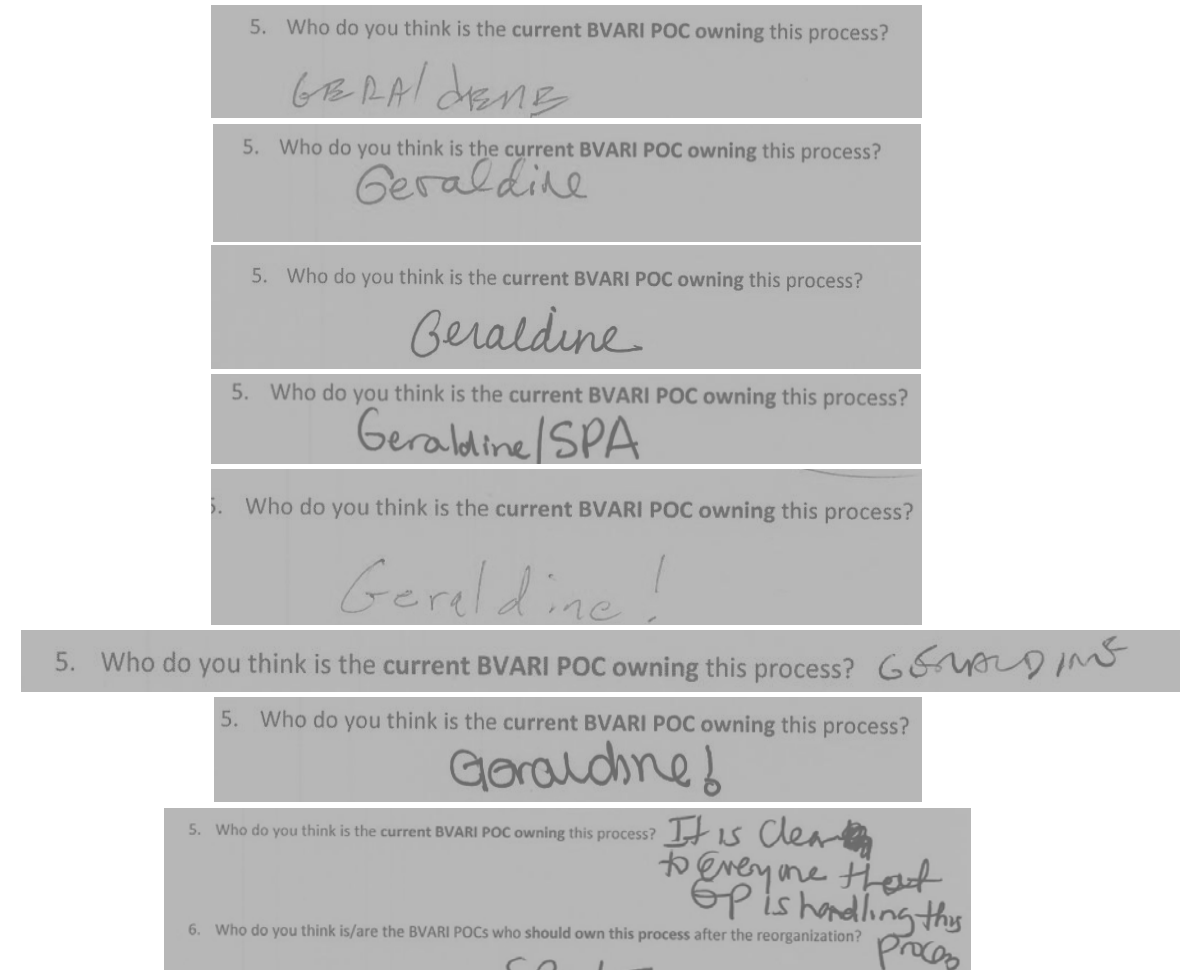 5. Who do you think is the current BVARI POC owning this process?
GERAldENE
5. Who do you think is the current BVARI POC owning this process?
Geraldine
5. Who do you think is the current BVARI POC owning this process?
Geraldine
5. Who do you think is the current BVARI POC owning this process?
Geraldine/SPA
5. Who do you think is the current BVARI POC owning this process?
Geraldine!
5. Who do you think is the current BVARI POC owning this process? GERALDINE
5. Who do you think is the current BVARI POC owning this process?
Geraldine!
5. Who do you think is the current BVARI POC owning this process? It is clear
to everyone that
GP is handling this
process
6. Who do you think is/are the BVARI POCs who should own this process after the reorganization?